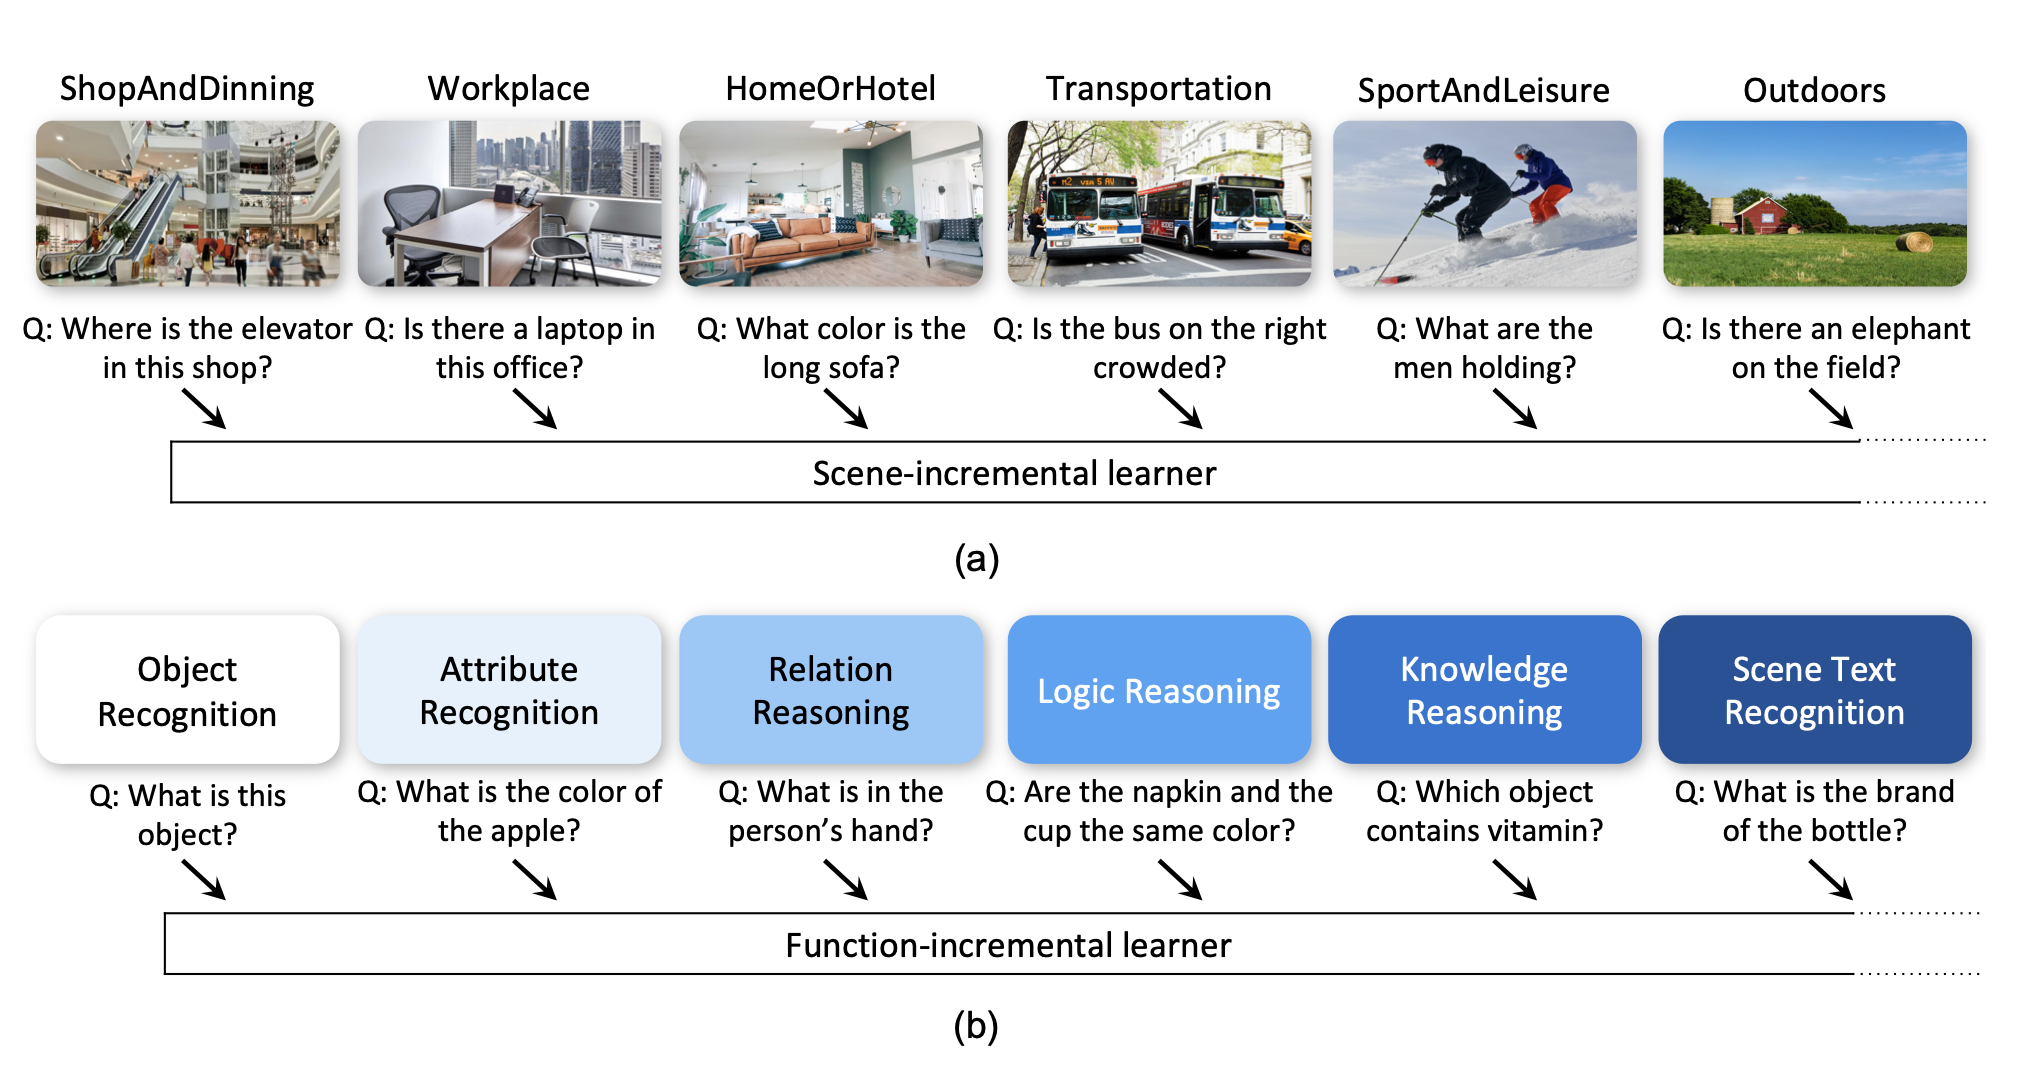 ShopAndDinning
Workplace
HomeOrHotel
Transportation
SportAndLeisure
Outdoors
M2 VIA 5 AV
Q: Where is the elevator
in this shop?
Q: Is there a laptop in
this office?
Q: What color is the
long sofa?
Q: Is the bus on the right
crowded?
Q: What are the
men holding?
Q: Is there an elephant
on the field?
Scene-incremental learner
(a)
Object
Recognition
Attribute
Recognition
Relation
Reasoning
Logic Reasoning
Knowledge
Reasoning
Scene Text
Recognition
Q: What is this
object?
Q: What is the color of
the apple?
Q: What is in the
person’s hand?
Q: Are the napkin and the
cup the same color?
Q: Which object
contains vitamin?
Q: What is the brand
of the bottle?
Function-incremental learner
(b)